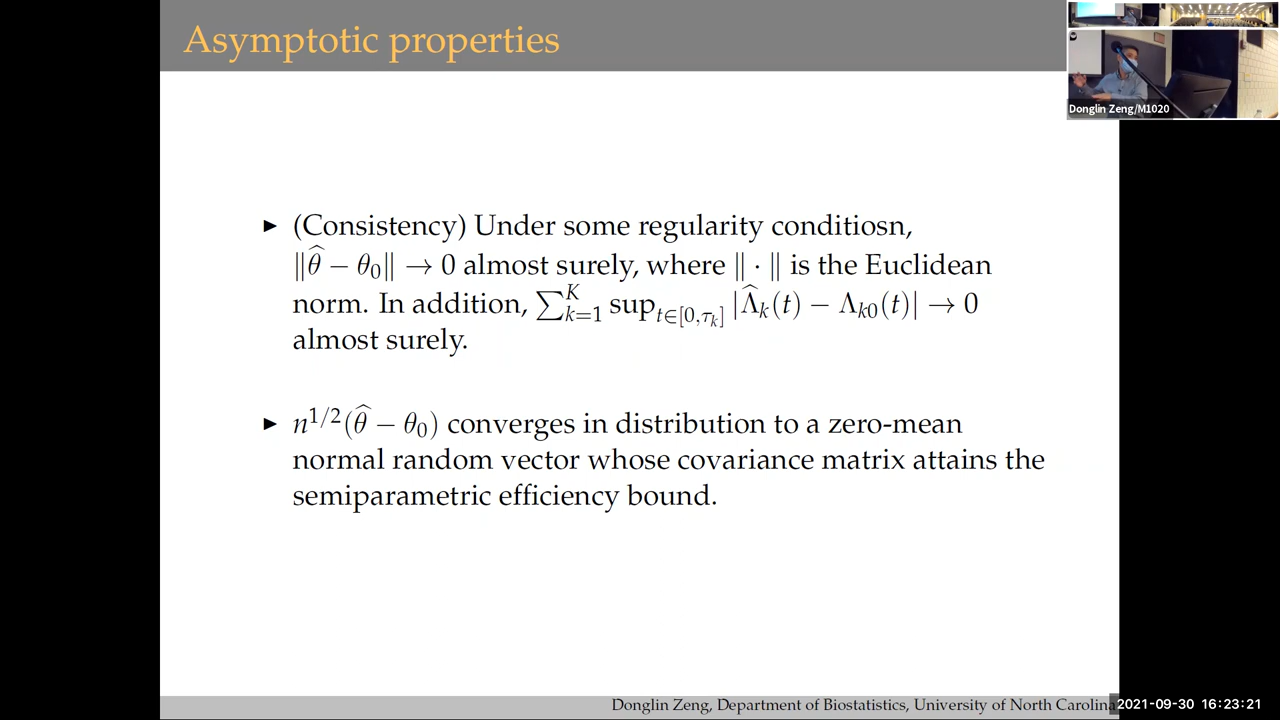 Asymptotic properties
Donglin Zeng/M1020
▶ (Consistency) Under some regularity conditiosn,
‖θ̂ − θ₀‖ → 0 almost surely, where ‖ · ‖ is the Euclidean
norm. In addition, ∑ᴷₖ₌₁ sup_{t∈[0,τₖ]} |Λ̂ₖ(t) − Λₖ₀(t)| → 0
almost surely.
▶ n^{1/2}(θ̂ − θ₀) converges in distribution to a zero-mean
normal random vector whose covariance matrix attains the
semiparametric efficiency bound.
Donglin Zeng, Department of Biostatistics, University of North Carolina
2021-09-30 16:23:21